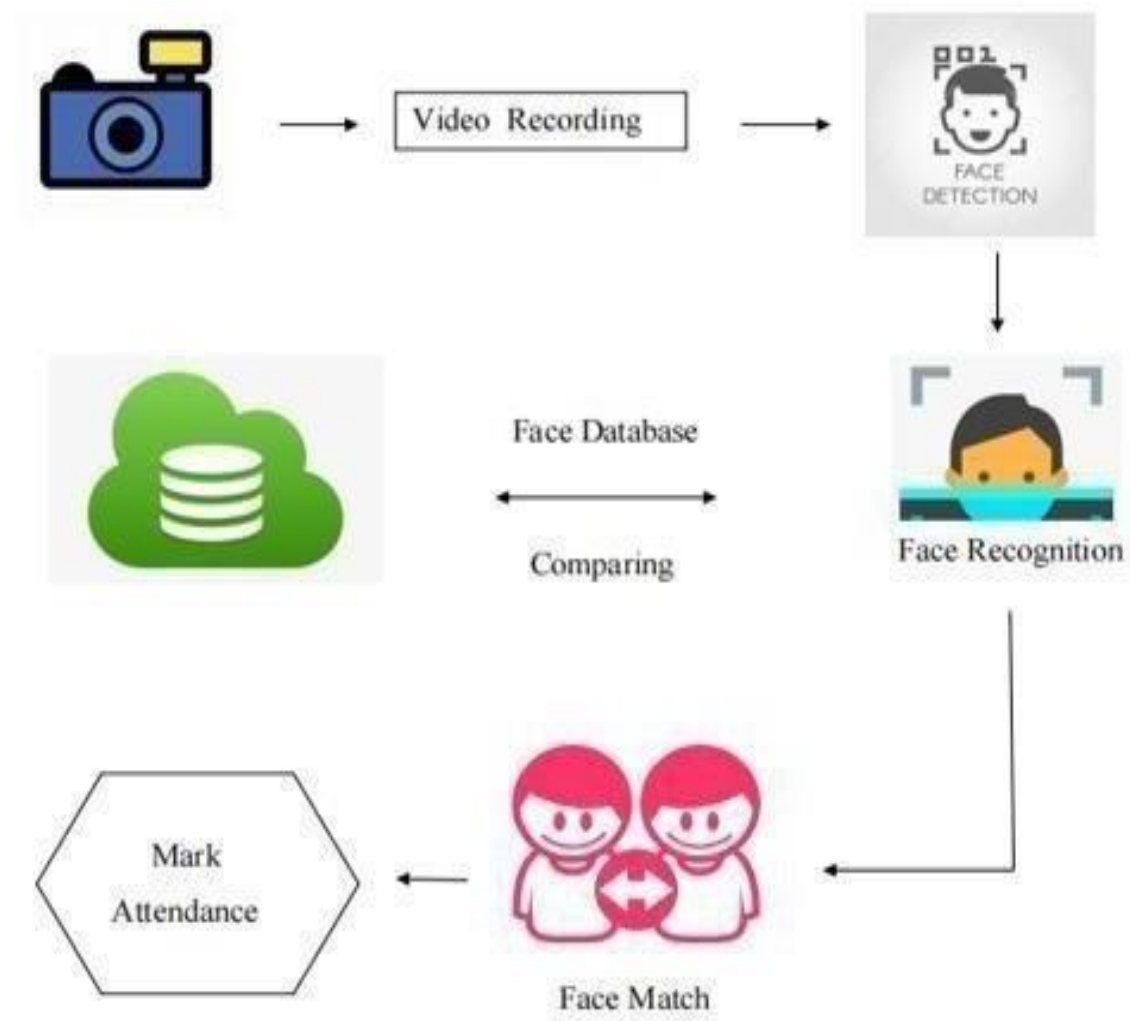 Video Recording
001
FACE
DETECTION
Face Database
Comparing
Face Recognition
Mark
Attendance
Face Match